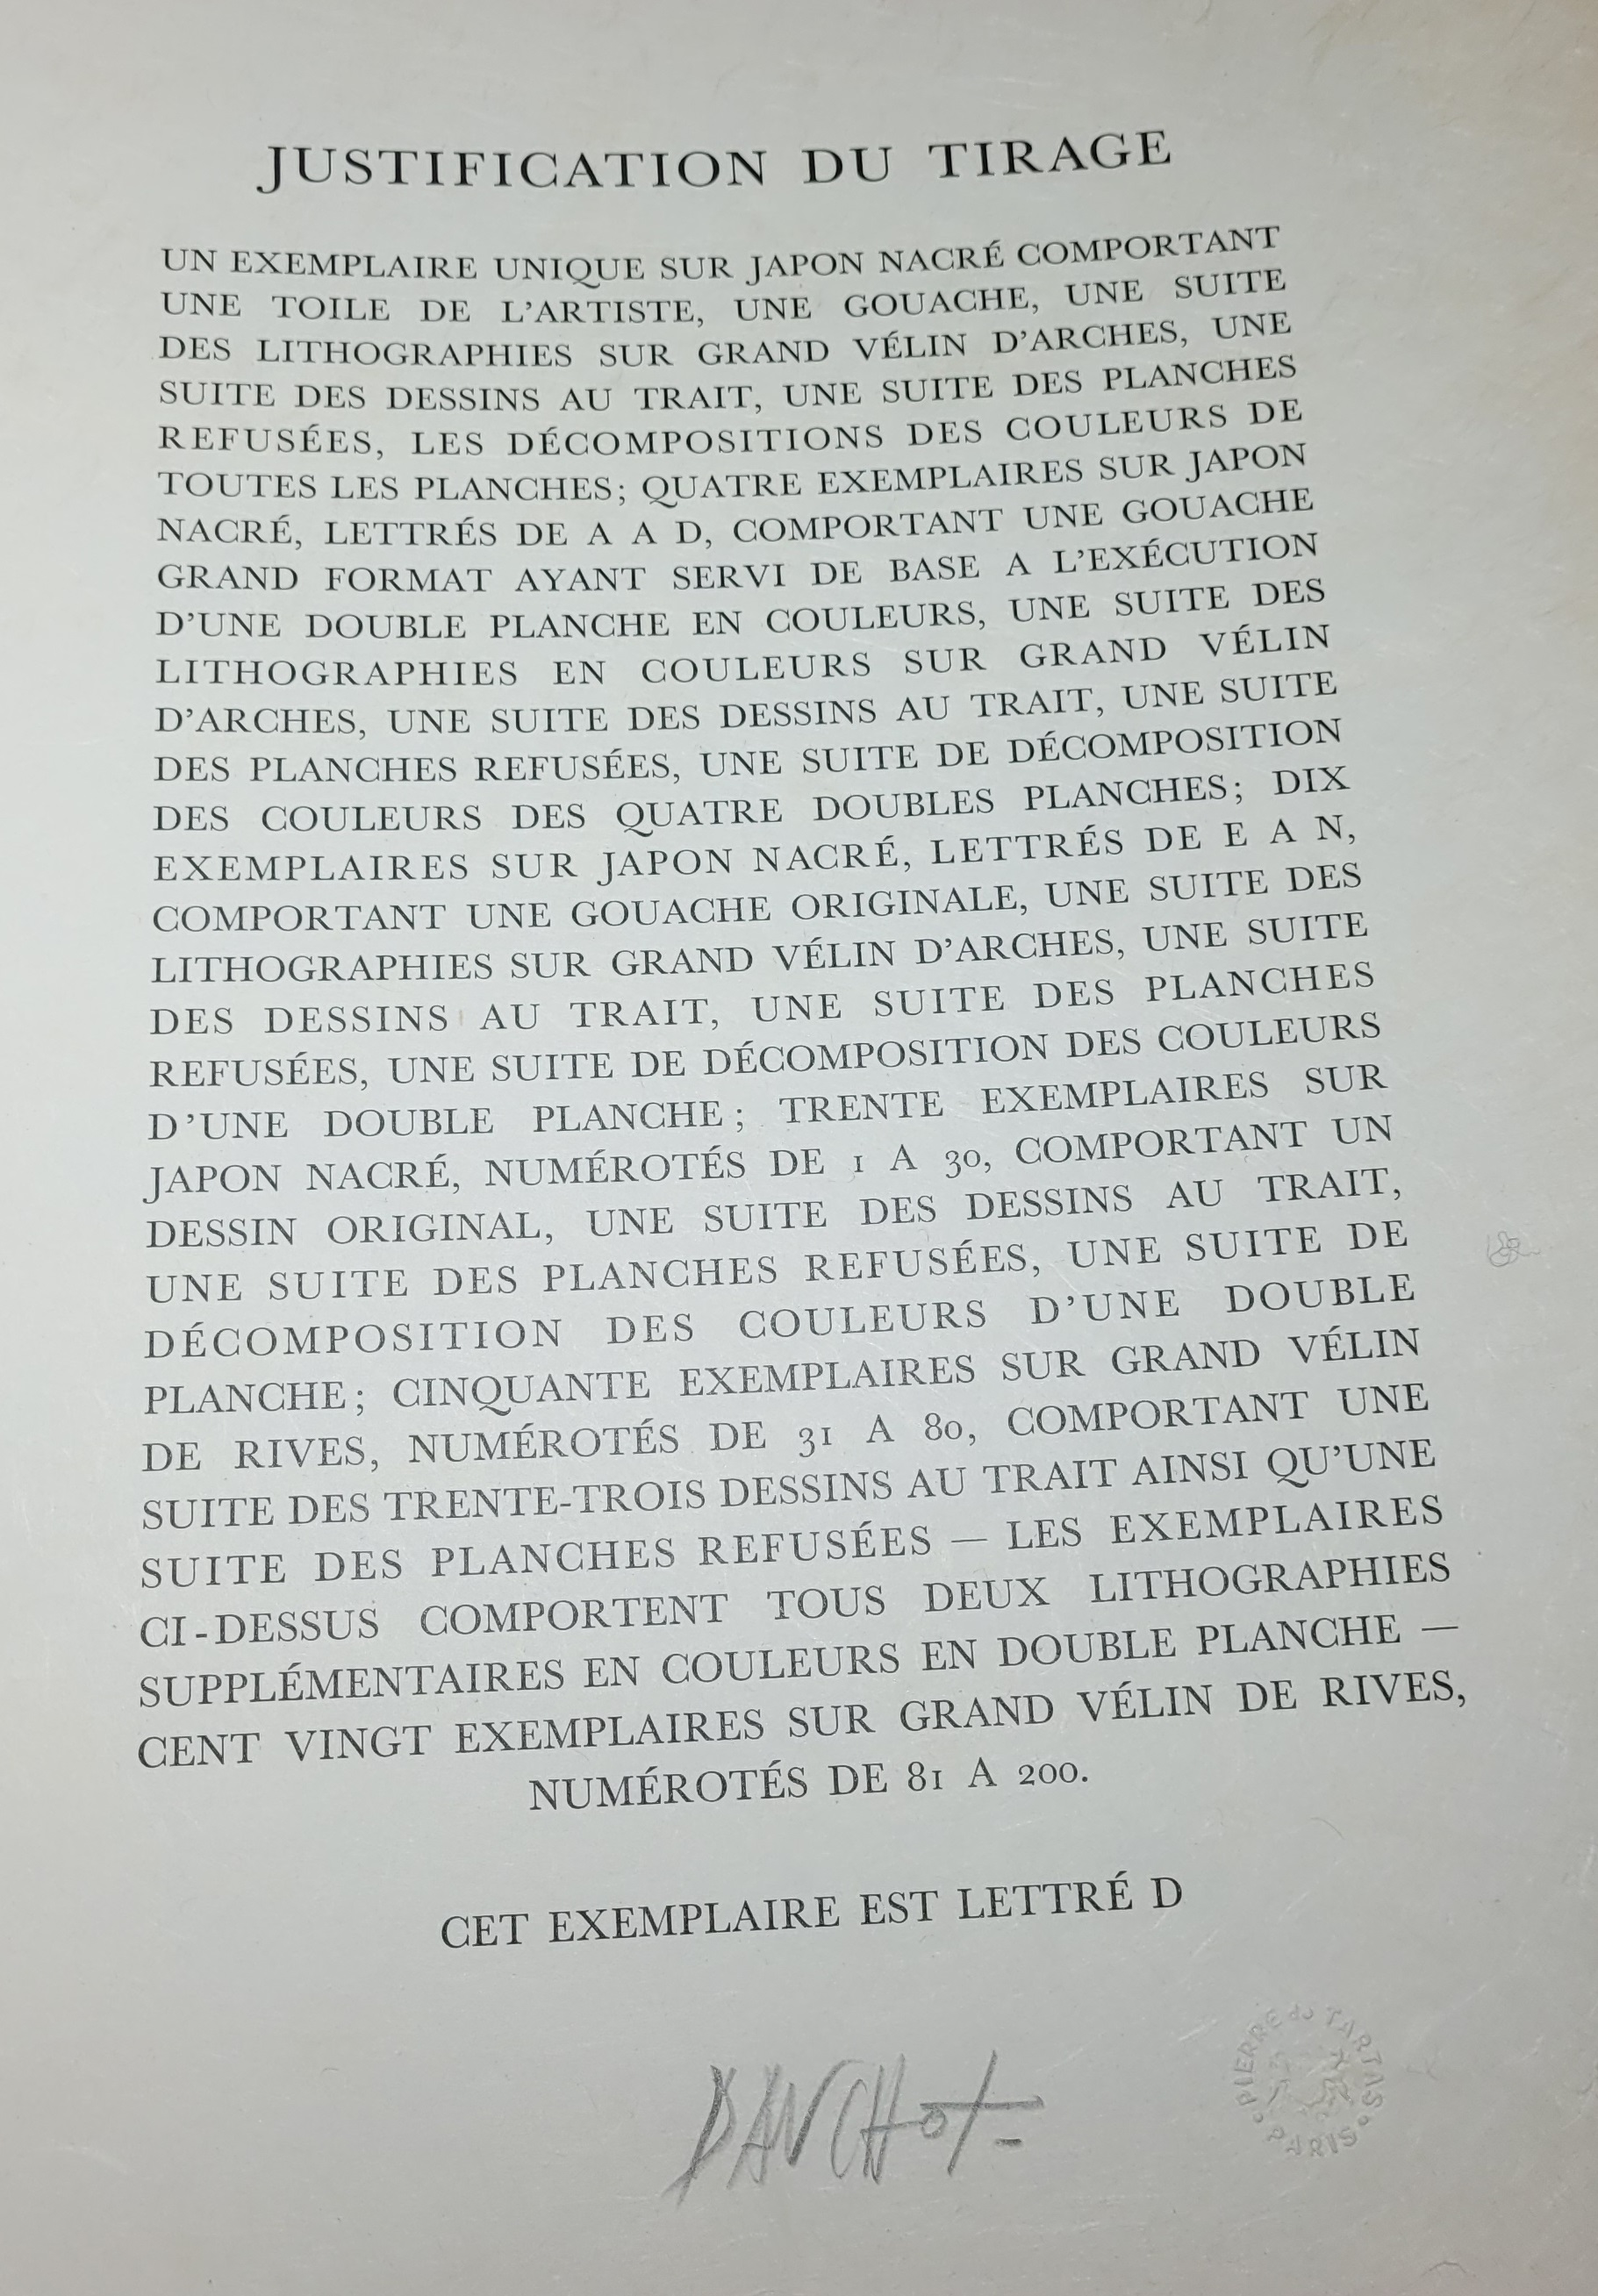 JUSTIFICATION DU TIRAGE
UN EXEMPLAIRE UNIQUE SUR JAPON NACRÉ COMPORTANT
UNE TOILE DE L'ARTISTE, UNE GOUACHE, UNE SUITE
DES LITHOGRAPHIES SUR GRAND VÉLIN D'ARCHES, UNE
SUITE DES DESSINS AU TRAIT, UNE SUITE DES PLANCHES
REFUSÉES, LES DÉCOMPOSITIONS DES COULEURS DE
TOUTES LES PLANCHES; QUATRE EXEMPLAIRES SUR JAPON
NACRÉ, LETTRÉS DE A A D, COMPORTANT UNE GOUACHE
GRAND FORMAT AYANT SERVI DE BASE A L'EXÉCUTION
D'UNE DOUBLE PLANCHE EN COULEURS, UNE SUITE DES
LITHOGRAPHIES EN COULEURS SUR GRAND VÉLIN
D'ARCHES, UNE SUITE DES DESSINS AU TRAIT, UNE SUITE
DES PLANCHES REFUSÉES, UNE SUITE DE DÉCOMPOSITION
DES COULEURS DES QUATRE DOUBLES PLANCHES; DIX
EXEMPLAIRES SUR JAPON NACRÉ, LETTRÉS DE E A N,
COMPORTANT UNE GOUACHE ORIGINALE, UNE SUITE DES
LITHOGRAPHIES SUR GRAND VÉLIN D'ARCHES, UNE SUITE
DES DESSINS AU TRAIT, UNE SUITE DES PLANCHES
REFUSÉES, UNE SUITE DE DÉCOMPOSITION DES COULEURS
D'UNE DOUBLE PLANCHE; TRENTE EXEMPLAIRES SUR
JAPON NACRÉ, NUMÉROTÉS DE 1 A 30, COMPORTANT UN
DESSIN ORIGINAL, UNE SUITE DES DESSINS AU TRAIT,
UNE SUITE DES PLANCHES REFUSÉES, UNE SUITE DE
DÉCOMPOSITION DES COULEURS D'UNE DOUBLE
PLANCHE; CINQUANTE EXEMPLAIRES SUR GRAND VÉLIN
DE RIVES, NUMÉROTÉS DE 31 A 80, COMPORTANT UNE
SUITE DES TRENTE-TROIS DESSINS AU TRAIT AINSI QU'UNE
SUITE DES PLANCHES REFUSÉES — LES EXEMPLAIRES
CI-DESSUS COMPORTENT TOUS DEUX LITHOGRAPHIES
SUPPLÉMENTAIRES EN COULEURS EN DOUBLE PLANCHE —
CENT VINGT EXEMPLAIRES SUR GRAND VÉLIN DE RIVES,
NUMÉROTÉS DE 81 A 200.
CET EXEMPLAIRE EST LETTRÉ D
PIERRE du TARTAS
PARIS